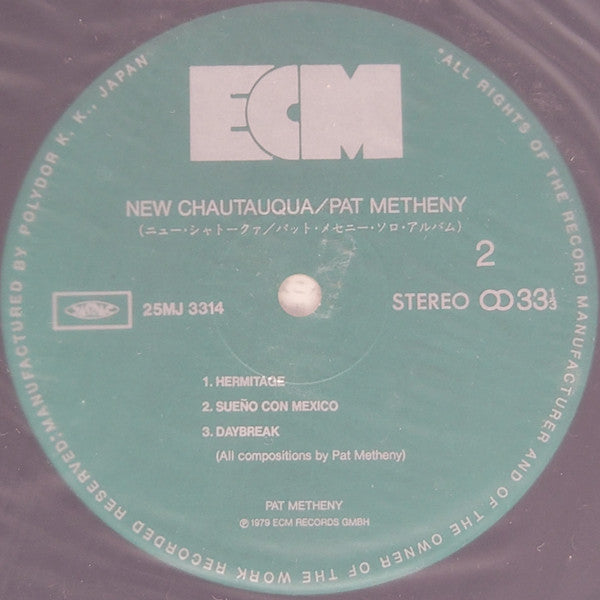 ECM
NEW CHAUTAUQUA/PAT METHENY
(ニュー・シャトークァ/パット・メセニー・ソロ・アルバム)
2
25MJ 3314
STEREO 33⅓
1. HERMITAGE
2. SUEÑO CON MEXICO
3. DAYBREAK
(All compositions by Pat Metheny)
PAT METHENY
℗ 1979 ECM RECORDS GMBH
"ALL RIGHTS OF THE RECORD MANUFACTURER AND OF THE OWNER OF THE WORK RECORDED RESERVED."MANUFACTURED BY POLYDOR K. K., JAPAN